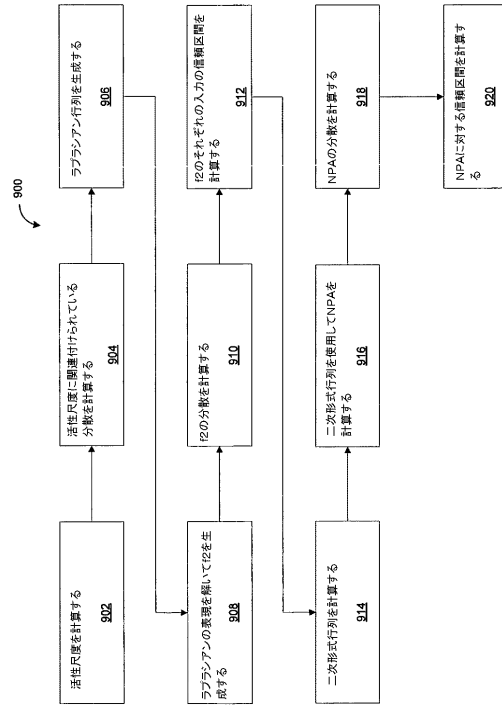 900
活性尺度を計算する
902
活性尺度に関連付けられている
分散を計算する
904
ラプラシアン行列を生成する
906
ラプラシアンの表現を解いてf2を生
成する
908
f2の分散を計算する
910
f2のそれぞれの入力の信頼区間を
計算する
912
二次形式行列を計算する
914
二次形式行列を使用してNPAを
計算する
916
NPAの分散を計算する
918
NPAに対する信頼区間を計算す
る
920